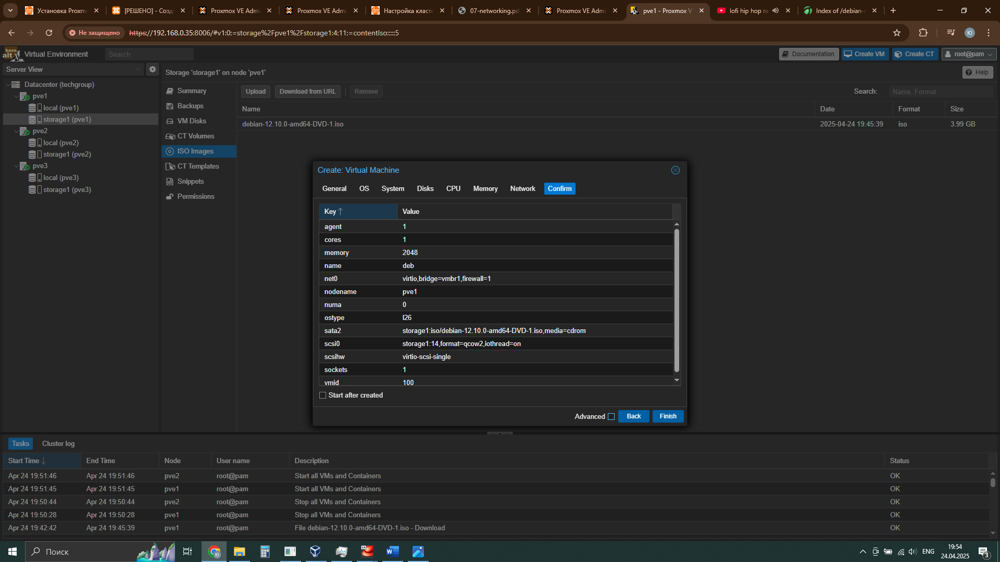 Установка Proxm
[РЕШЕНО] - Созд
Proxmox VE Admi
Proxmox VE Admi
Настройка класте
07-networking.pd
Proxmox VE Admi
pve1 - Proxmox V
lofi hip hop ra
Index of /debian-c
Не защищено
https://192.168.0.35:8006/#v1:0:=storage%2Fpve1%2Fstorage1:4:11:=contentIso:::::5
Ю
base alt
Virtual Environment
Search
Documentation
Create VM
Create CT
root@pam
Server View
Storage 'storage1' on node 'pve1'
Help
Datacenter (techgroup)
pve1
local (pve1)
storage1 (pve1)
pve2
local (pve2)
storage1 (pve2)
pve3
local (pve3)
storage1 (pve3)
Summary
Backups
VM Disks
CT Volumes
ISO Images
CT Templates
Snippets
Permissions
Upload
Download from URL
Remove
Search:
Name, Format
Name Date Format Size
debian-12.10.0-amd64-DVD-1.iso 2025-04-24 19:45:39 iso 3.99 GB
Create: Virtual Machine
General OS System Disks CPU Memory Network Confirm
Key Value
agent 1
cores 1
memory 2048
name deb
net0 virtio,bridge=vmbr1,firewall=1
nodename pve1
numa 0
ostype l26
sata2 storage1:iso/debian-12.10.0-amd64-DVD-1.iso,media=cdrom
scsi0 storage1:14,format=qcow2,iothread=on
scsihw virtio-scsi-single
sockets 1
vmid 100
Start after created
Advanced
Back
Finish
Tasks Cluster log
Start Time End Time Node User name Description Status
Apr 24 19:51:46 Apr 24 19:51:46 pve2 root@pam Start all VMs and Containers OK
Apr 24 19:51:45 Apr 24 19:51:45 pve1 root@pam Start all VMs and Containers OK
Apr 24 19:50:44 Apr 24 19:50:44 pve2 root@pam Stop all VMs and Containers OK
Apr 24 19:50:28 Apr 24 19:50:28 pve1 root@pam Stop all VMs and Containers OK
Apr 24 19:42:42 Apr 24 19:45:39 pve1 root@pam File debian-12.10.0-amd64-DVD-1.iso - Download OK
Поиск
ENG
19:54
24.04.2025
3